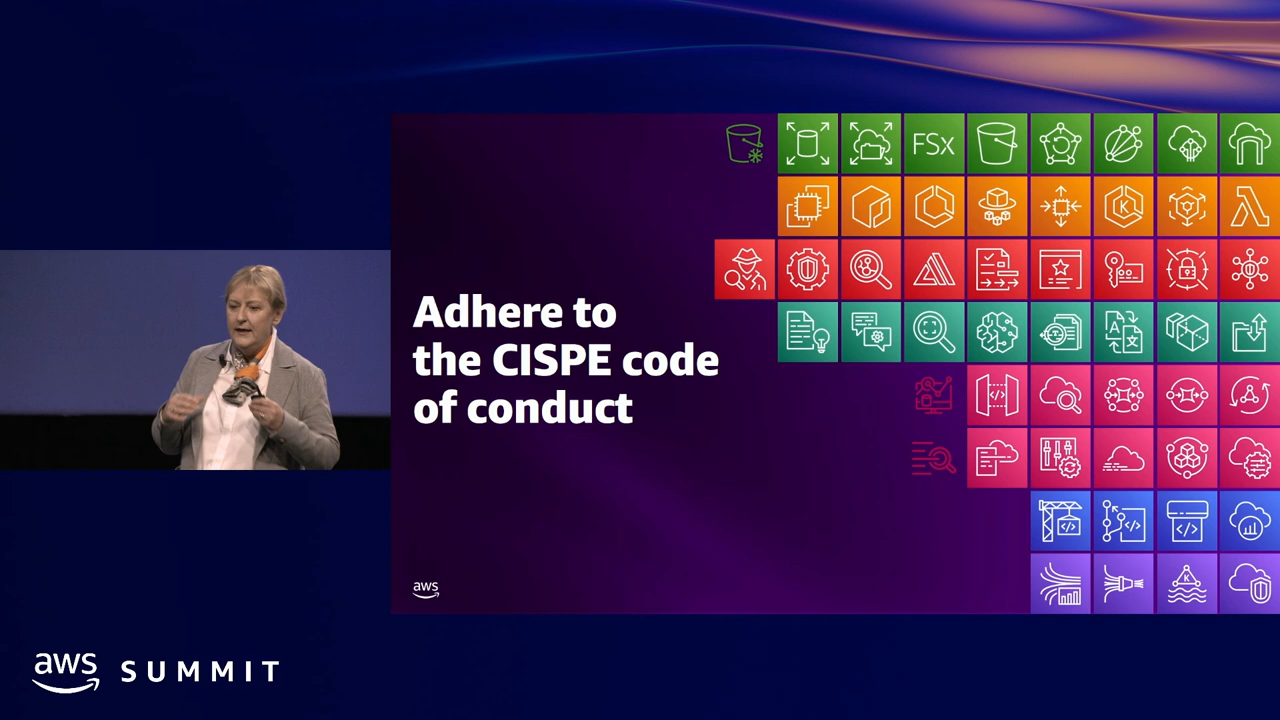 FSx
K
A
Adhere to
the CISPE code
of conduct
</>
</>
</>
</>
K
aws
aws SUMMIT